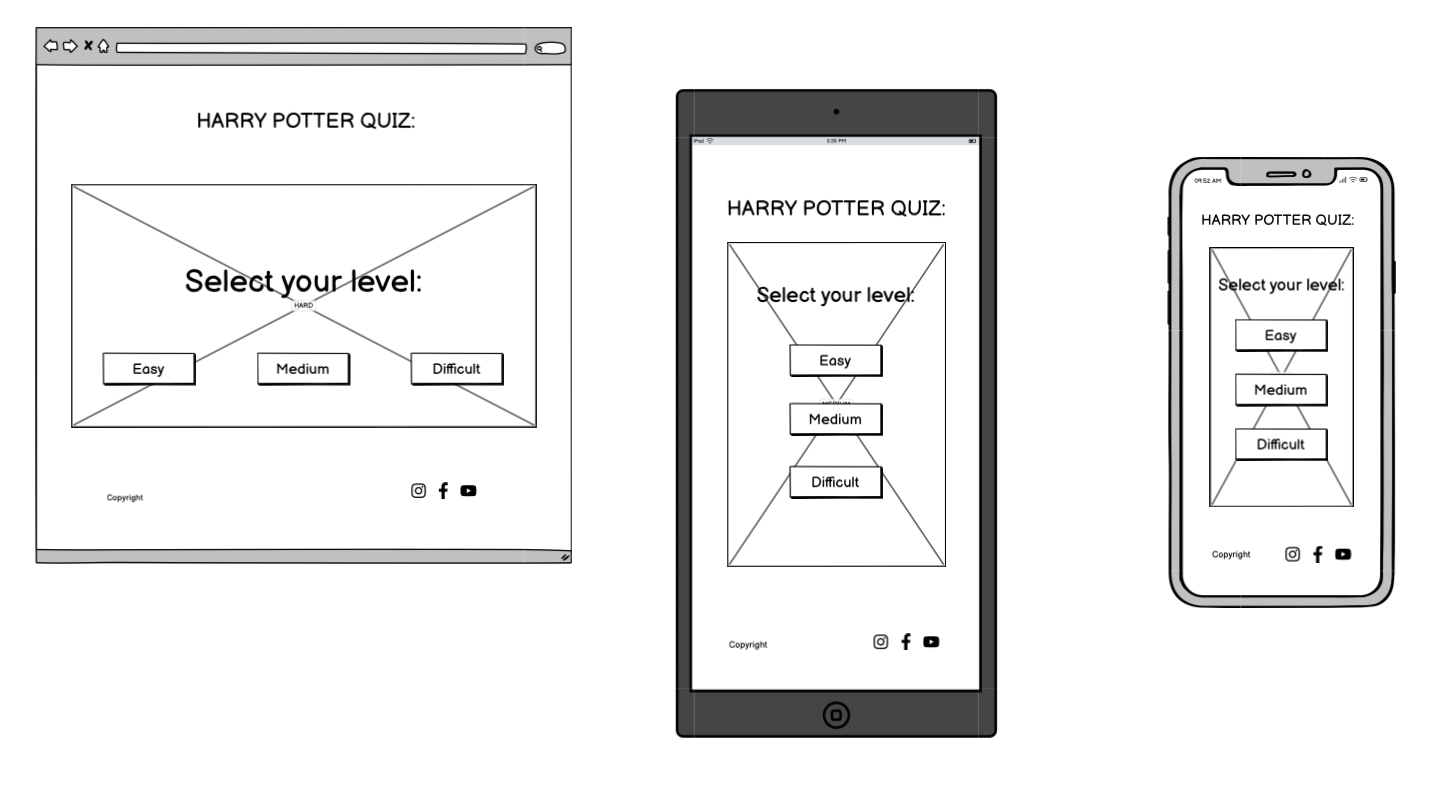 HARRY POTTER QUIZ:
Select your level:
HARD
Easy Medium Difficult
Copyright
iPad 3:35 PM
HARRY POTTER QUIZ:
Select your level:
Easy
MEDIUM
Medium
Difficult
Copyright
09:52 AM
HARRY POTTER QUIZ:
Select your level:
Easy
Medium
Difficult
Copyright